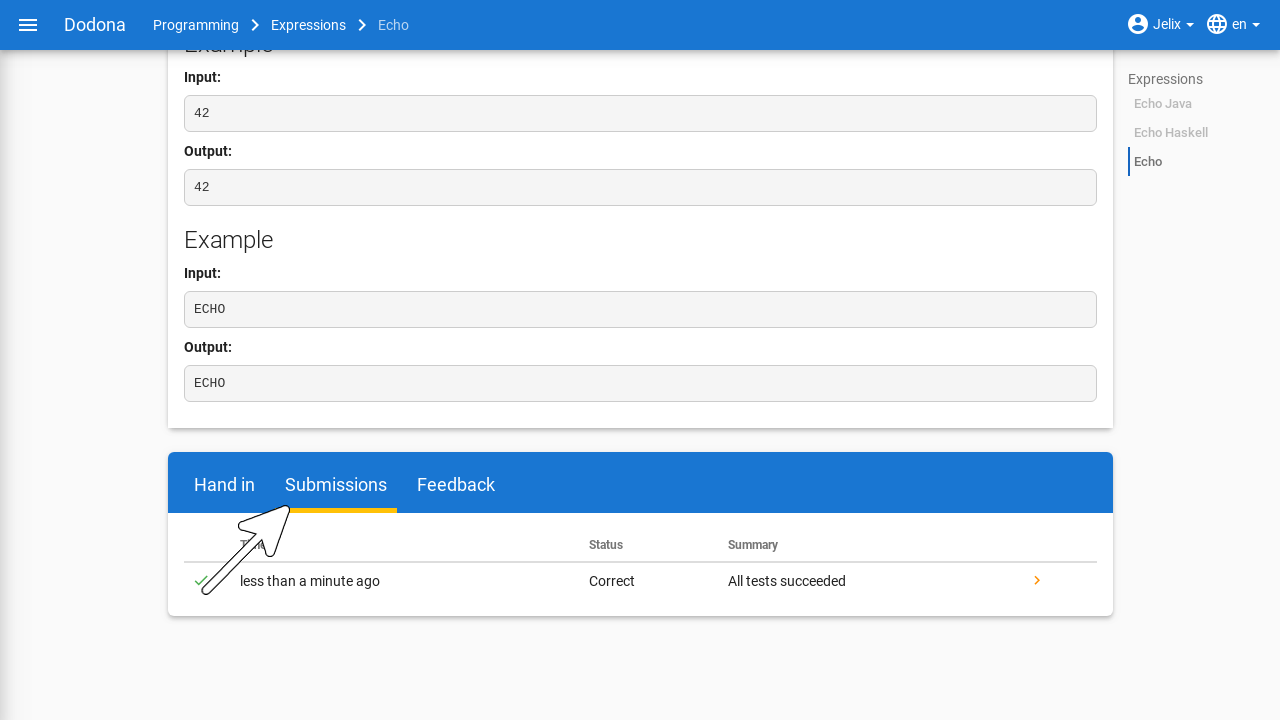 Dodona Programming Expressions Echo Jelix en
Example
Input:
42
Output:
42
Example
Input:
ECHO
Output:
ECHO
Expressions
Echo Java
Echo Haskell
Echo
Hand in Submissions Feedback
Status Summary
less than a minute ago Correct All tests succeeded